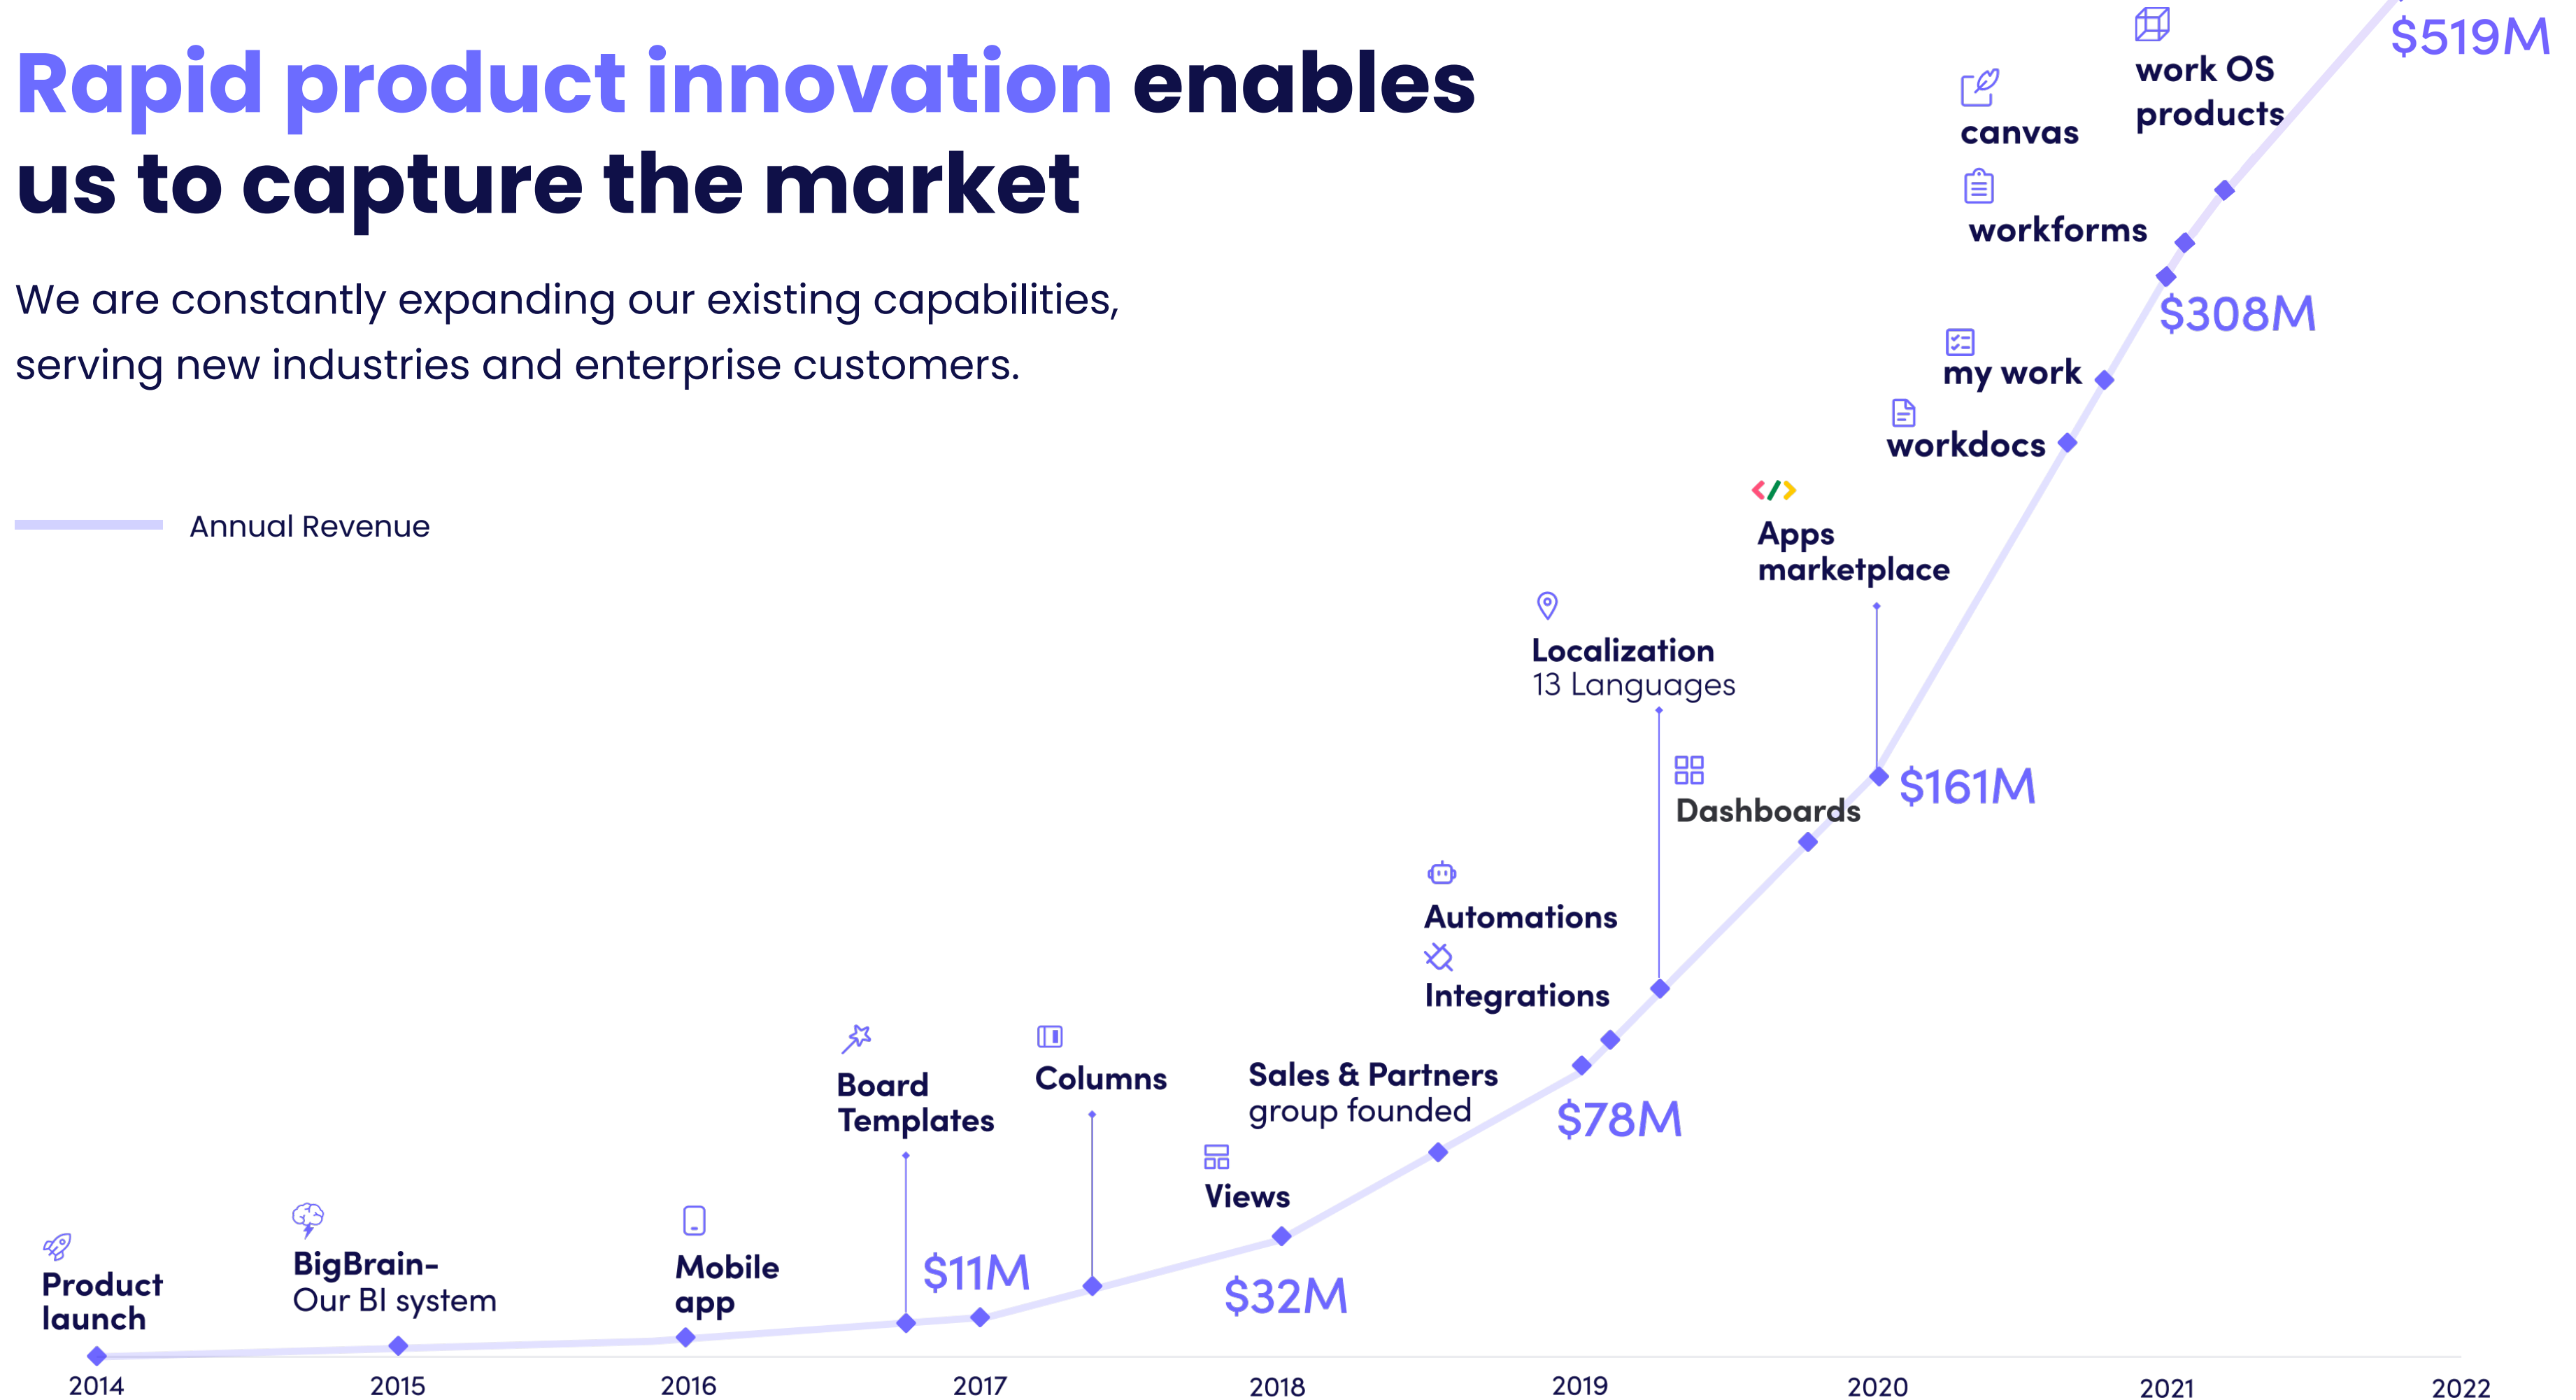 Rapid product innovation enables
us to capture the market
We are constantly expanding our existing capabilities,
serving new industries and enterprise customers.
Annual Revenue
Product
launch
BigBrain-
Our BI system
Mobile
app
Board
Templates
$11M
Columns
Views
$32M
Sales & Partners
group founded
$78M
Automations
Integrations
Localization
13 Languages
Dashboards
Apps
marketplace
$161M
workdocs
my work
$308M
workforms
canvas
work OS
products
$519M
2014
2015
2016
2017
2018
2019
2020
2021
2022